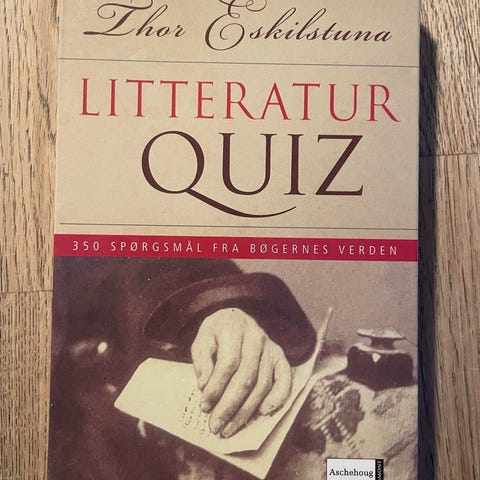 Thor Eskilstuna
LITTERATUR
QUIZ
350 SPØRGSMÅL FRA BØGERNES VERDEN
Aschehoug